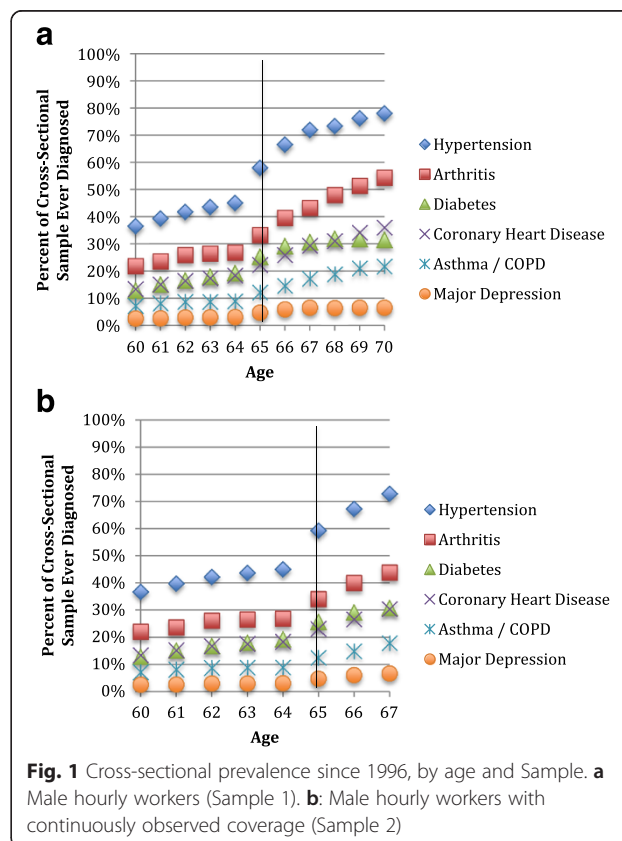 a
100%
90%
80%
70%
60%
50%
40%
30%
20%
10%
0%
Percent of Cross-Sectional
Sample Ever Diagnosed
60 61 62 63 64 65 66 67 68 69 70
Age
Hypertension
Arthritis
Diabetes
Coronary Heart Disease
Asthma / COPD
Major Depression
b
100%
90%
80%
70%
60%
50%
40%
30%
20%
10%
0%
Percent of Cross-Sectional
Sample Ever Diagnosed
60 61 62 63 64 65 66 67
Age
Hypertension
Arthritis
Diabetes
Coronary Heart Disease
Asthma / COPD
Major Depression
Fig. 1 Cross-sectional prevalence since 1996, by age and Sample. a
Male hourly workers (Sample 1). b: Male hourly workers with
continuously observed coverage (Sample 2)